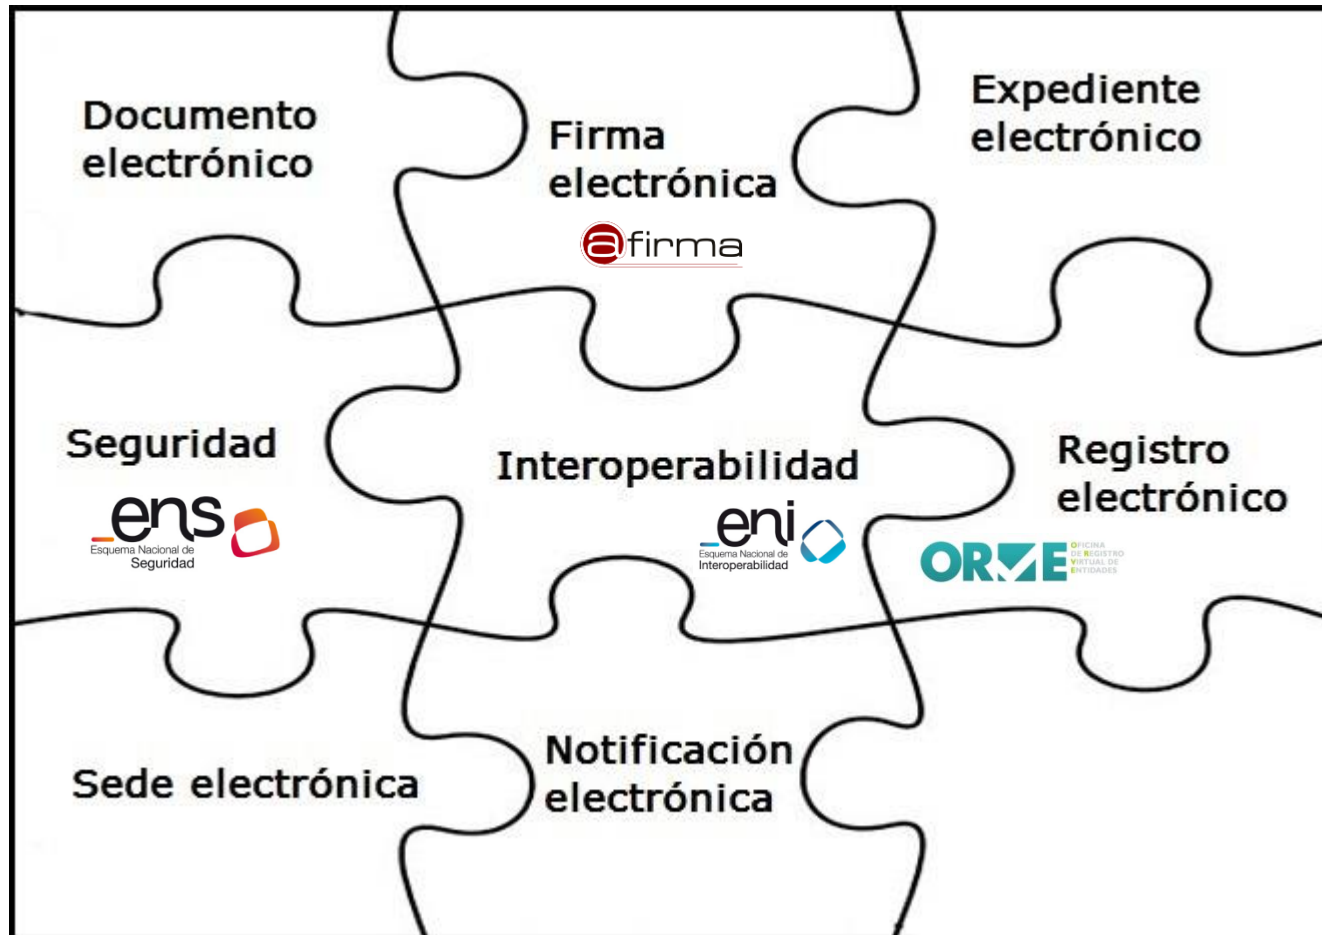 Documento
electrónico
Firma
electrónica
@firma
Expediente
electrónico
Seguridad
ens
Esquema Nacional de
Seguridad
Interoperabilidad
eni
Esquema Nacional de
Interoperabilidad
Registro
electrónico
ORVE
OFICINA
DE REGISTRO
VIRTUAL DE
ENTIDADES
Sede electrónica
Notificación
electrónica